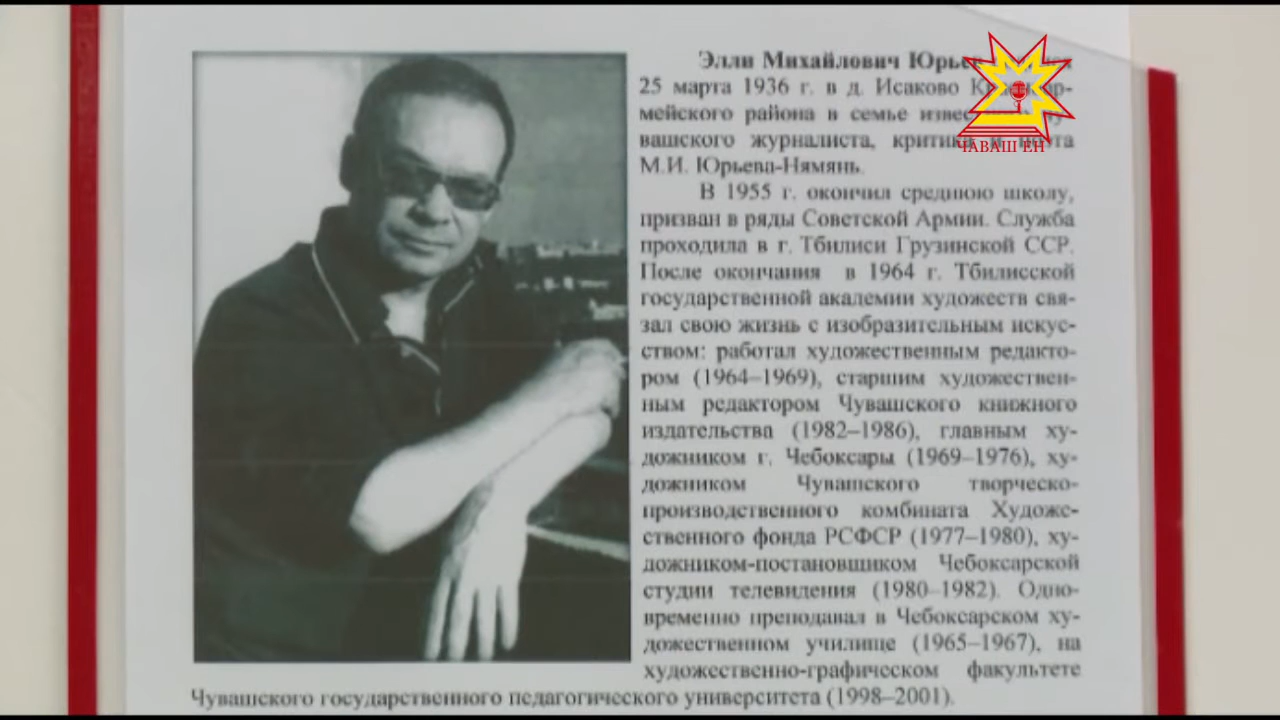 Элли Михайлович
25 марта 1936 г. в д. Исаково
мейского района в семье
вашского журналиста, критика и поэта
М.И. Юрьева-Нямянь.
В 1955 г. окончил среднюю школу,
призван в ряды Советской Армии. Служба
проходила в г. Тбилиси Грузинской ССР.
После окончания в 1964 г. Тбилисской
государственной академии художеств свя-
зал свою жизнь с изобразительным искус-
ством: работал художественным редакто-
ром (1964–1969), старшим художествен-
ным редактором Чувашского книжного
издательства (1982–1986), главным ху-
дожником г. Чебоксары (1969–1976), ху-
дожником Чувашского творческо-
производственного комбината Художе-
ственного фонда РСФСР (1977–1980), ху-
дожником-постановщиком Чебоксарской
студии телевидения (1980–1982). Одно-
временно преподавал в Чебоксарском ху-
дожественном училище (1965–1967), на
художественно-графическом факультете
Чувашского государственного педагогического университета (1998–2001).
ЧАВАШ ЕН